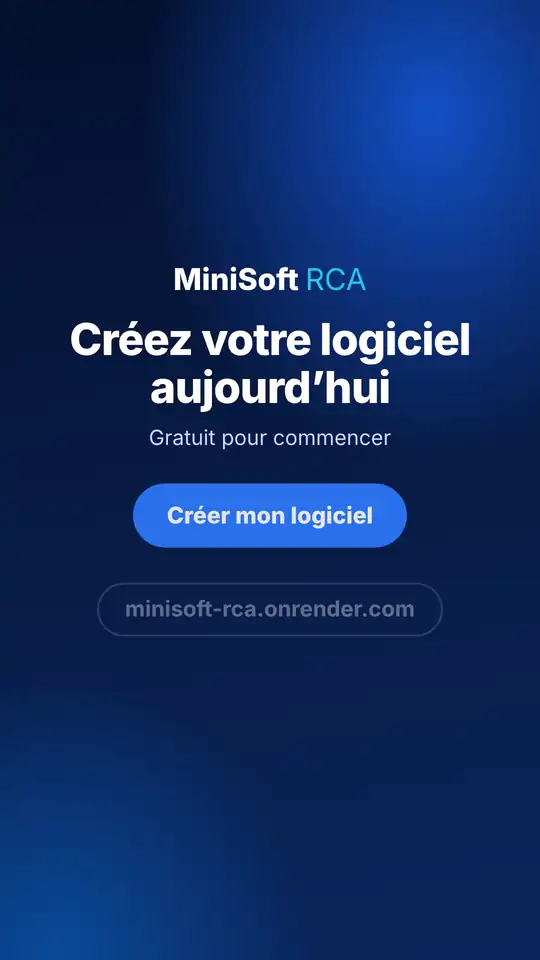 MiniSoft RCA
Créez votre logiciel
aujourd’hui
Gratuit pour commencer
Créer mon logiciel
minisoft-rca.onrender.com